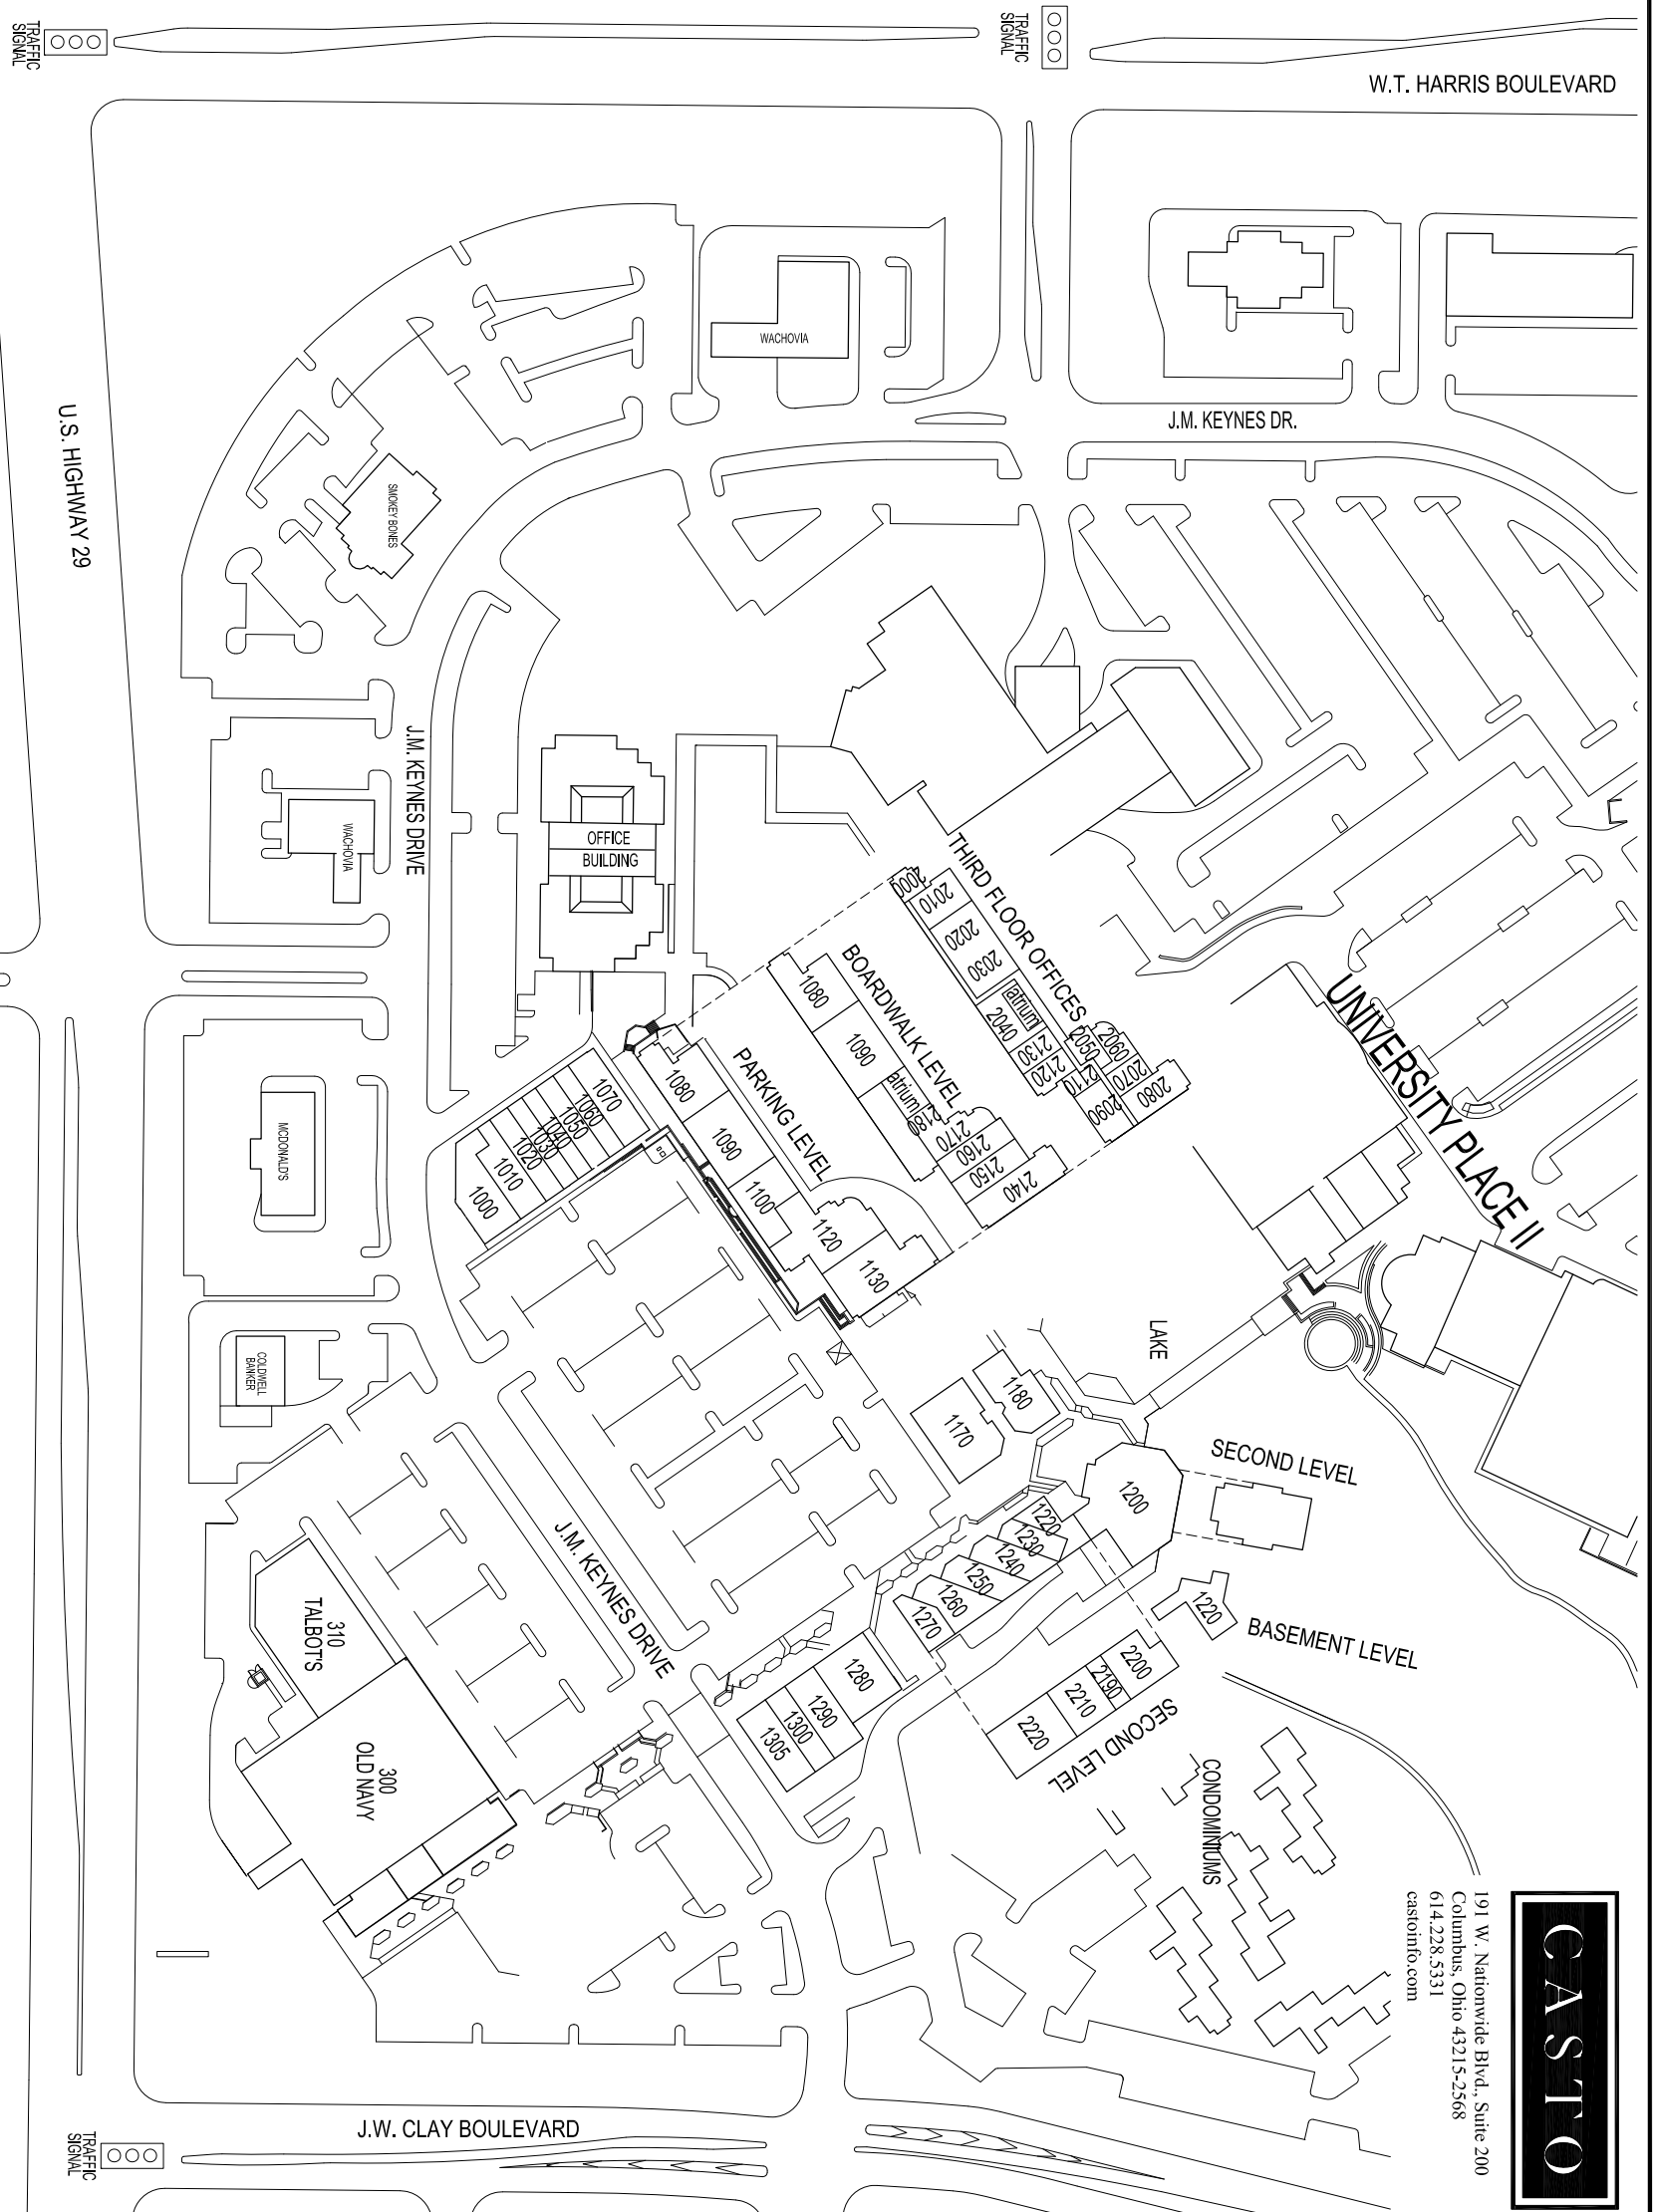 TRAFFIC
SIGNAL
TRAFFIC
SIGNAL
W.T. HARRIS BOULEVARD
WACHOVIA
J.M. KEYNES DR.
U.S. HIGHWAY 29
SMOKEY BONES
J.M. KEYNES DRIVE
OFFICE
BUILDING
WACHOVIA
THIRD FLOOR OFFICES
2000
2010
2020
2030
atrium
2040
2130
2120
2050
2060
2110
2070
2080
2090
BOARDWALK LEVEL
1080
1090
atrium
2180
2170
2160
2150
2140
UNIVERSITY PLACE II
PARKING LEVEL
1080
1090
1100
1120
1130
1070
1060
1050
1040
1030
1020
1010
1000
MCDONALD'S
COLDWELL
BANKER
LAKE
1180
1170
1200
SECOND LEVEL
1220
1230
1240
1250
1260
1270
1220
BASEMENT LEVEL
2200
2190
2210
2220
SECOND LEVEL
1280
1290
1300
1305
J.M. KEYNES DRIVE
310
TALBOT'S
300
OLD NAVY
CONDOMINIUMS
CASTO
191 W. Nationwide Blvd., Suite 200
Columbus, Ohio 43215-2568
614.228.5331
castoinfo.com
J.W. CLAY BOULEVARD
TRAFFIC
SIGNAL